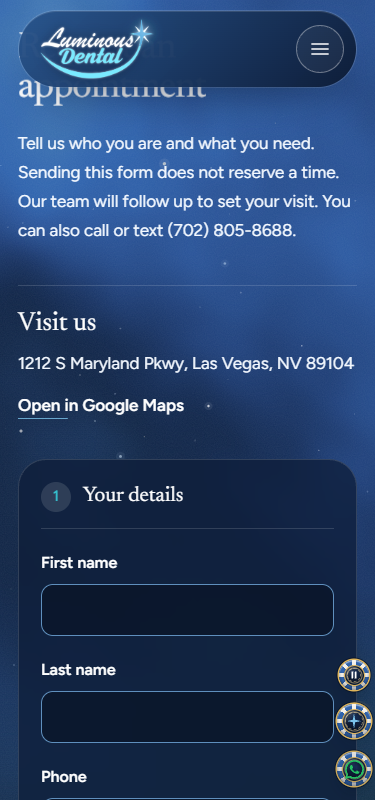 Luminous
Dental
appointment
Tell us who you are and what you need.
Sending this form does not reserve a time.
Our team will follow up to set your visit. You
can also call or text (702) 805-8688.
Visit us
1212 S Maryland Pkwy, Las Vegas, NV 89104
Open in Google Maps
1 Your details
First name
Last name
Phone